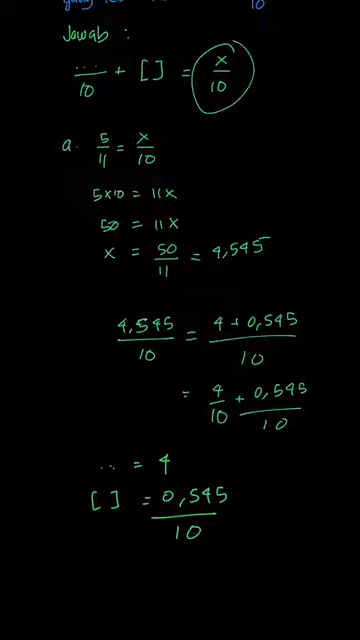 10
Jawab :
.../10 + [ ] = x/10
a. 5/11 = x/10
5x10 = 11x
50 = 11x
x = 50/11 = 4,545
4,545/10 = 4 + 0,545/10
= 4/10 + 0,545/10
... = 4
[ ] = 0,545/10